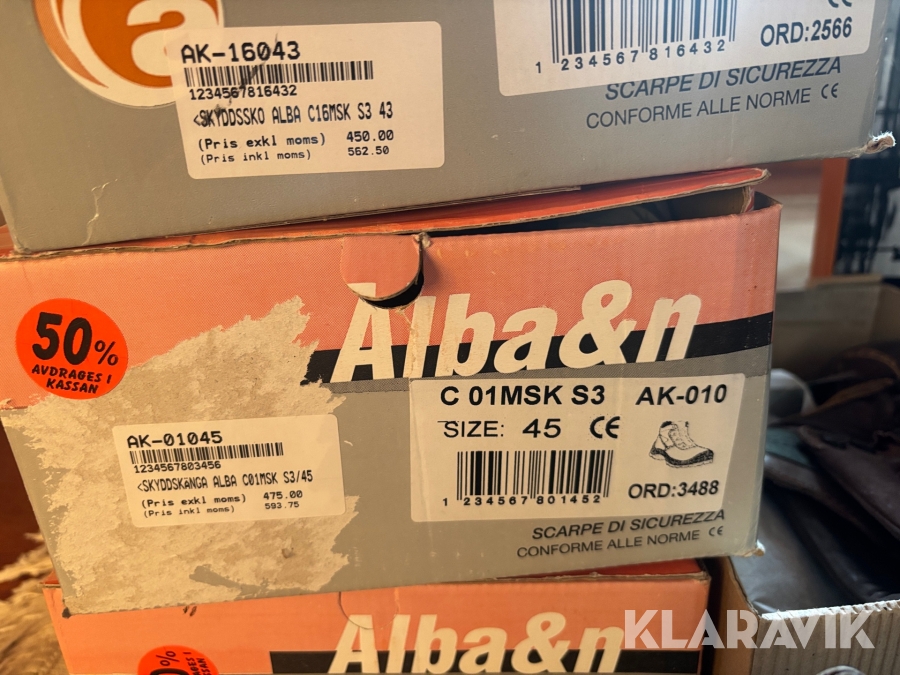 a
AK-16043
1234567816432
<SKYDDSSKO ALBA C16MSK S3 43
(Pris exkl moms) 450.00
(Pris inkl moms) 562.50
1 234567 816432
ORD:2566
SCARPE DI SICUREZZA
CONFORME ALLE NORME CE
50%
AVDRAGES I
KASSAN
Alba&n
AK-01045
1234567803456
<SKYDDSKÄNGA ALBA C01MSK S3/45
(Pris exkl moms) 475.00
(Pris inkl moms) 593.75
C 01MSK S3 AK-010
SIZE: 45 CE
1 234567 801452
ORD:3488
SCARPE DI SICUREZZA
CONFORME ALLE NORME CE
Alba&n
KLARAVIK